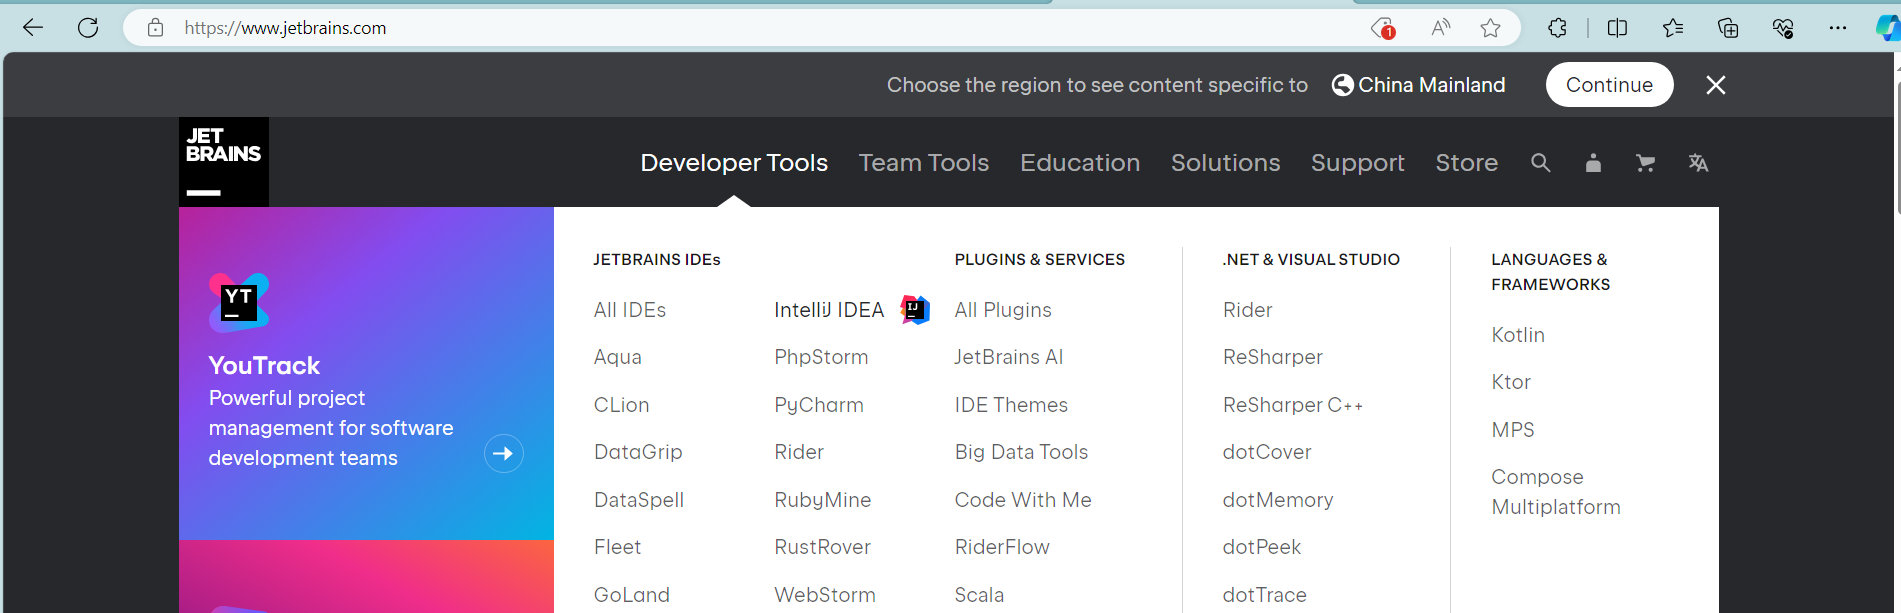 https://www.jetbrains.com
1
Choose the region to see content specific to
China Mainland
Continue
JET
BRAINS
Developer Tools
Team Tools
Education
Solutions
Support
Store
YT
YouTrack
Powerful project
management for software
development teams
JETBRAINS IDEs
All IDEs
Aqua
CLion
DataGrip
DataSpell
Fleet
GoLand
IntelliJ IDEA
IJ
PhpStorm
PyCharm
Rider
RubyMine
RustRover
WebStorm
PLUGINS & SERVICES
All Plugins
JetBrains AI
IDE Themes
Big Data Tools
Code With Me
RiderFlow
Scala
.NET & VISUAL STUDIO
Rider
ReSharper
ReSharper C++
dotCover
dotMemory
dotPeek
dotTrace
LANGUAGES &
FRAMEWORKS
Kotlin
Ktor
MPS
Compose
Multiplatform